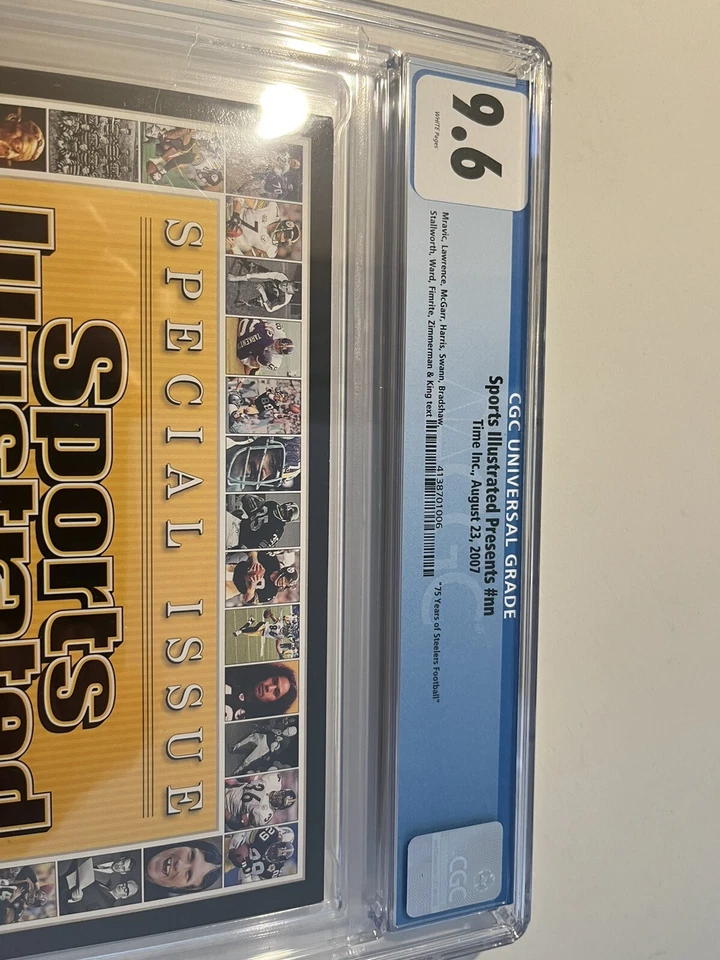 CGC UNIVERSAL GRADE
9.6
WHITE Pages
Sports Illustrated Presents #nn
Time Inc., August 23, 2007
Mravic, Lawrence, McGarr, Harris, Swann, Bradshaw,
Stallworth, Ward, Fimrite, Zimmerman & King text
4138701006
"75 Years of Steelers Football"
CGC
SPECIAL ISSUE
Sports
Illustrated